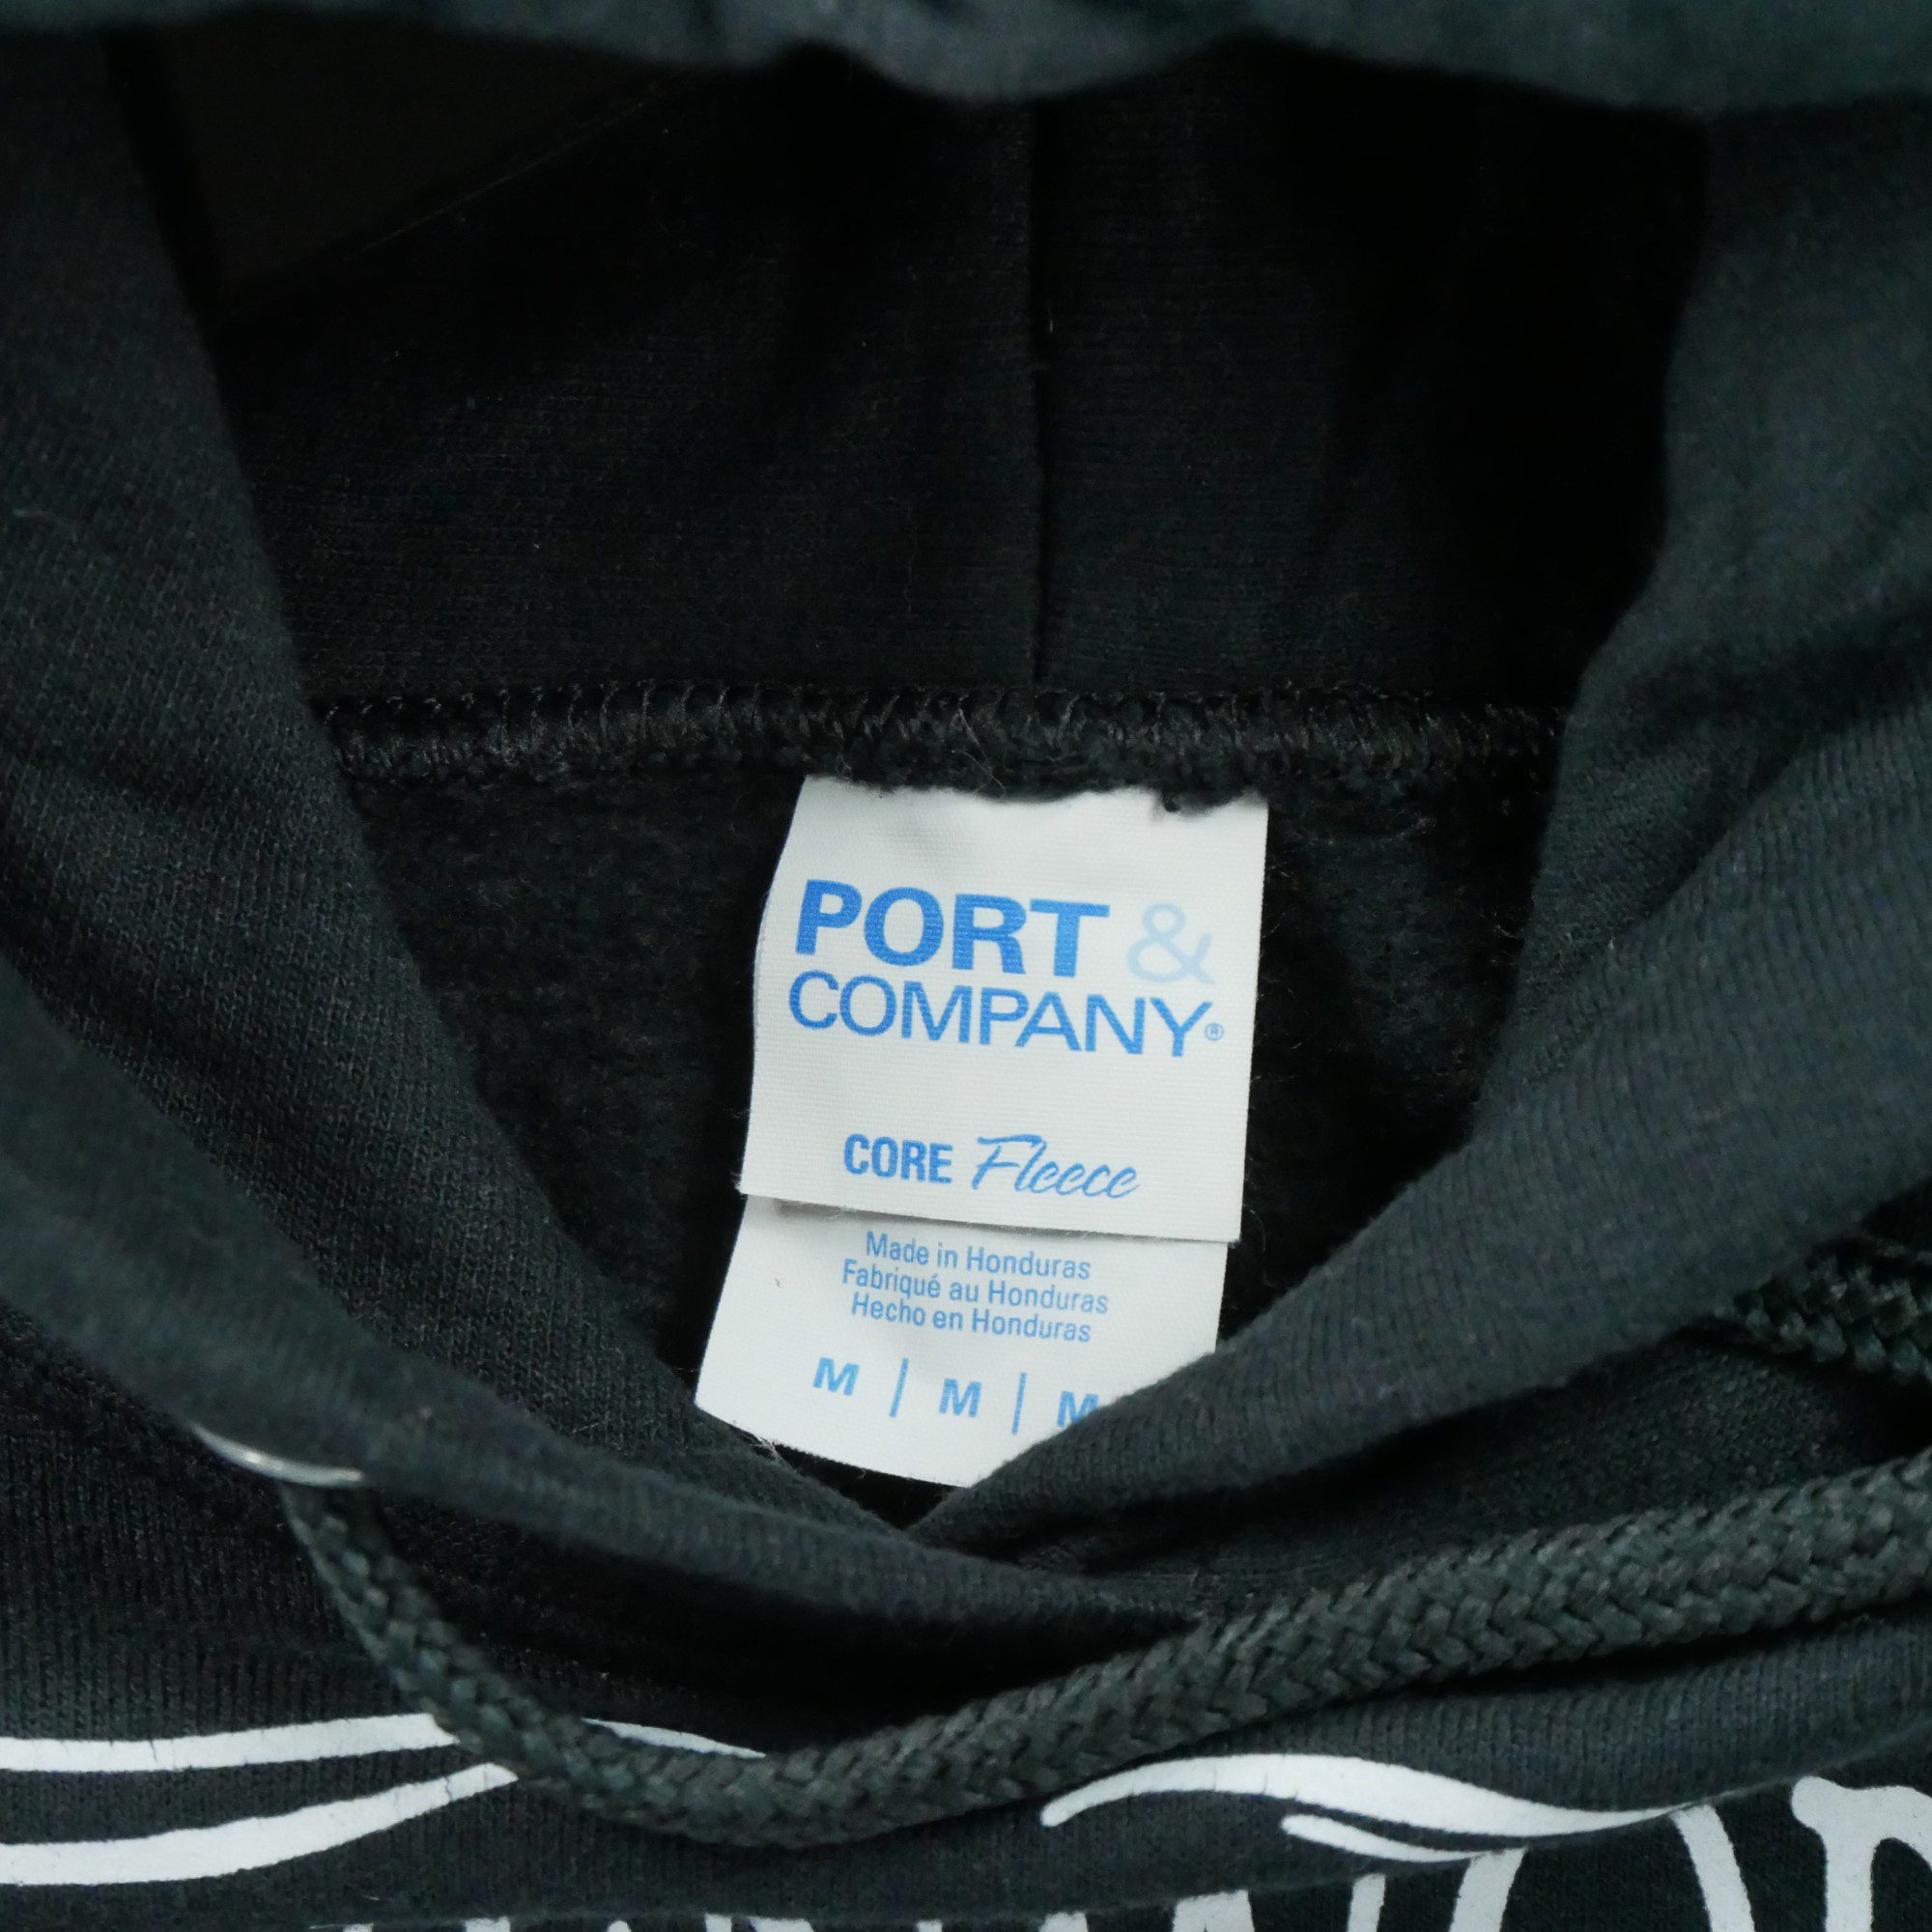 PORT &
COMPANY®
CORE Fleece
Made in Honduras
Fabriqué au Honduras
Hecho en Honduras
M | M | M